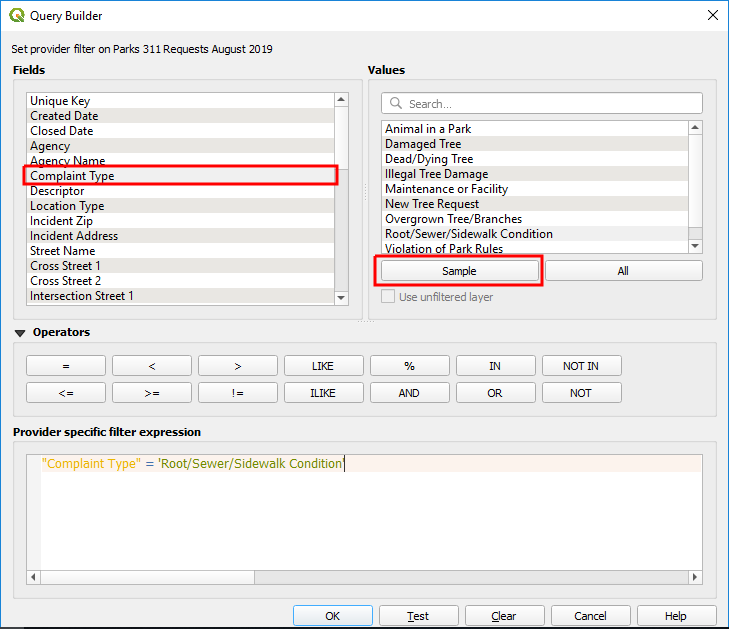 Query Builder
Set provider filter on Parks 311 Requests August 2019
Fields
Unique Key
Created Date
Closed Date
Agency
Agency Name
Complaint Type
Descriptor
Location Type
Incident Zip
Incident Address
Street Name
Cross Street 1
Cross Street 2
Intersection Street 1
Values
Search...
Animal in a Park
Damaged Tree
Dead/Dying Tree
Illegal Tree Damage
Maintenance or Facility
New Tree Request
Overgrown Tree/Branches
Root/Sewer/Sidewalk Condition
Violation of Park Rules
Sample All
Use unfiltered layer
Operators
= < > LIKE % IN NOT IN
<= >= != ILIKE AND OR NOT
Provider specific filter expression
"Complaint Type" = 'Root/Sewer/Sidewalk Condition'
OK Test Clear Cancel Help